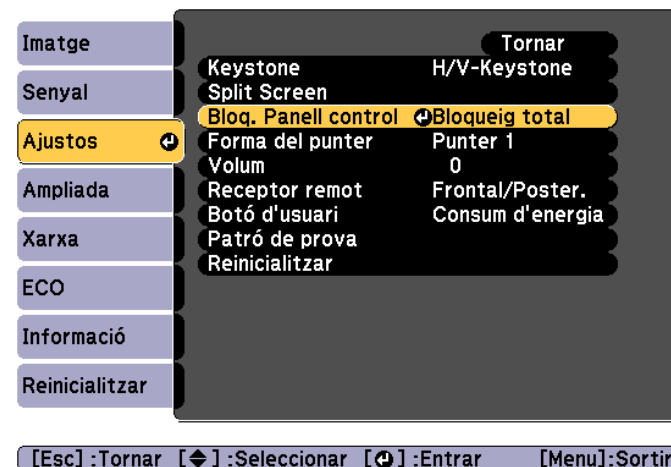 Imatge
Senyal
Ajustos
Ampliada
Xarxa
ECO
Informació
Reinicialitzar
Tornar
Keystone H/V-Keystone
Split Screen
Bloq. Panell control Bloqueig total
Forma del punter Punter 1
Volum 0
Receptor remot Frontal/Poster.
Botó d'usuari Consum d'energia
Patró de prova
Reinicialitzar
[Esc] :Tornar [ ] :Seleccionar [ ] :Entrar [Menu]:Sortir